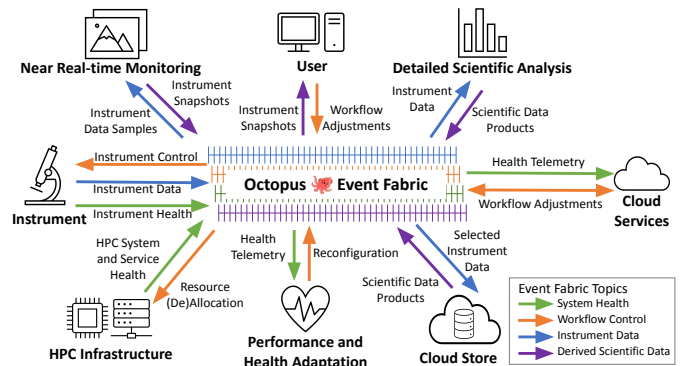 Near Real-time Monitoring
User
Detailed Scientific Analysis
Instrument
Snapshots
Instrument
Data Samples
Instrument
Snapshots
Workflow
Adjustments
Instrument
Data
Scientific Data
Products
Instrument Control
Instrument Data
Instrument Health
Instrument
Octopus Event Fabric
Health Telemetry
Workflow Adjustments
Cloud
Services
HPC System
and Service
Health
Resource
(De)Allocation
HPC Infrastructure
Health
Telemetry
Reconfiguration
Performance and
Health Adaptation
Scientific Data
Products
Selected
Instrument
Data
Cloud Store
Event Fabric Topics
System Health
Workflow Control
Instrument Data
Derived Scientific Data